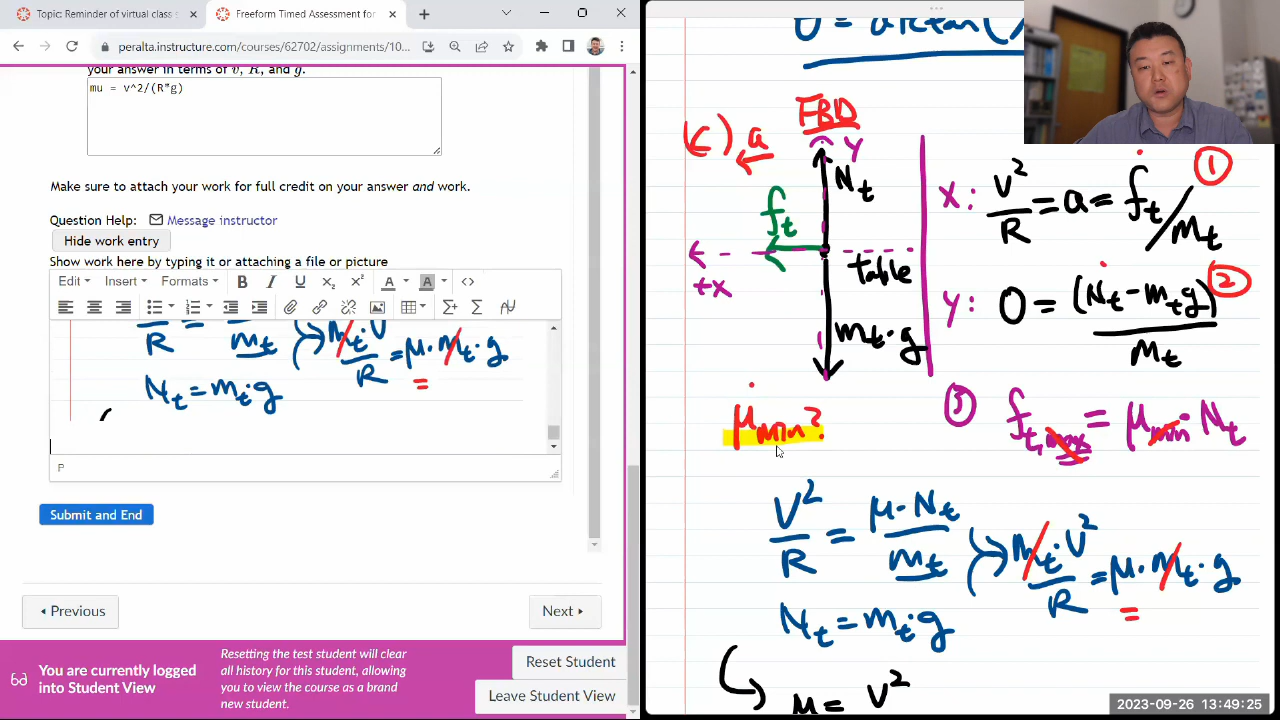 Topic: Reminder of virtual class s
Freeform Timed Assessment for
peralta.instructure.com/courses/62702/assignments/10...
your answer in terms of v, R, and g.
mu = v^2/(R*g)
Make sure to attach your work for full credit on your answer and work.
Question Help: Message instructor
Hide work entry
Show work here by typing it or attaching a file or picture
Edit Insert Formats B I U X₂ X² A A <>
R = m_t m_t·v R = μ·m_t·g
N_t = m_t·g
P
Submit and End
Previous
Next
You are currently logged into Student View
Resetting the test student will clear all history for this student, allowing you to view the course as a brand new student.
Reset Student
Leave Student View
θ = arctan(
FBD
a
y
N_t
f_t
+x
table
m_t·g
x: v²/R = a = f_t/m_t ①
y: 0 = (N_t - m_t g)/m_t ②
μ_min?
③ f_t,max = μ_min · N_t
v²/R = μ·N_t/m_t
m_t·v²/R = μ·m_t·g
N_t = m_t·g
μ = v²
2023-09-26 13:49:25